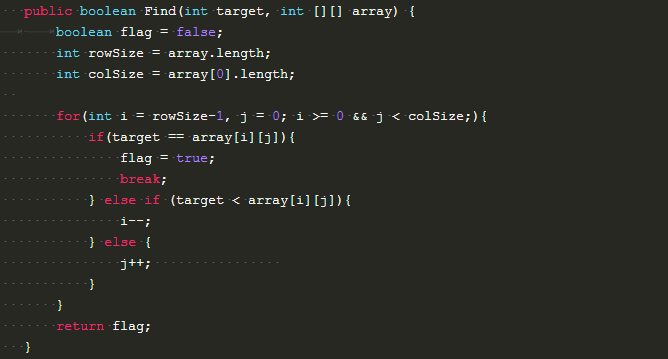 public boolean Find(int target, int [][] array) {
boolean flag = false;
int rowSize = array.length;
int colSize = array[0].length;
for(int i = rowSize-1, j = 0; i >= 0 && j < colSize;){
if(target == array[i][j]){
flag = true;
break;
} else if (target < array[i][j]){
i--;
} else {
j++;
}
}
return flag;
}